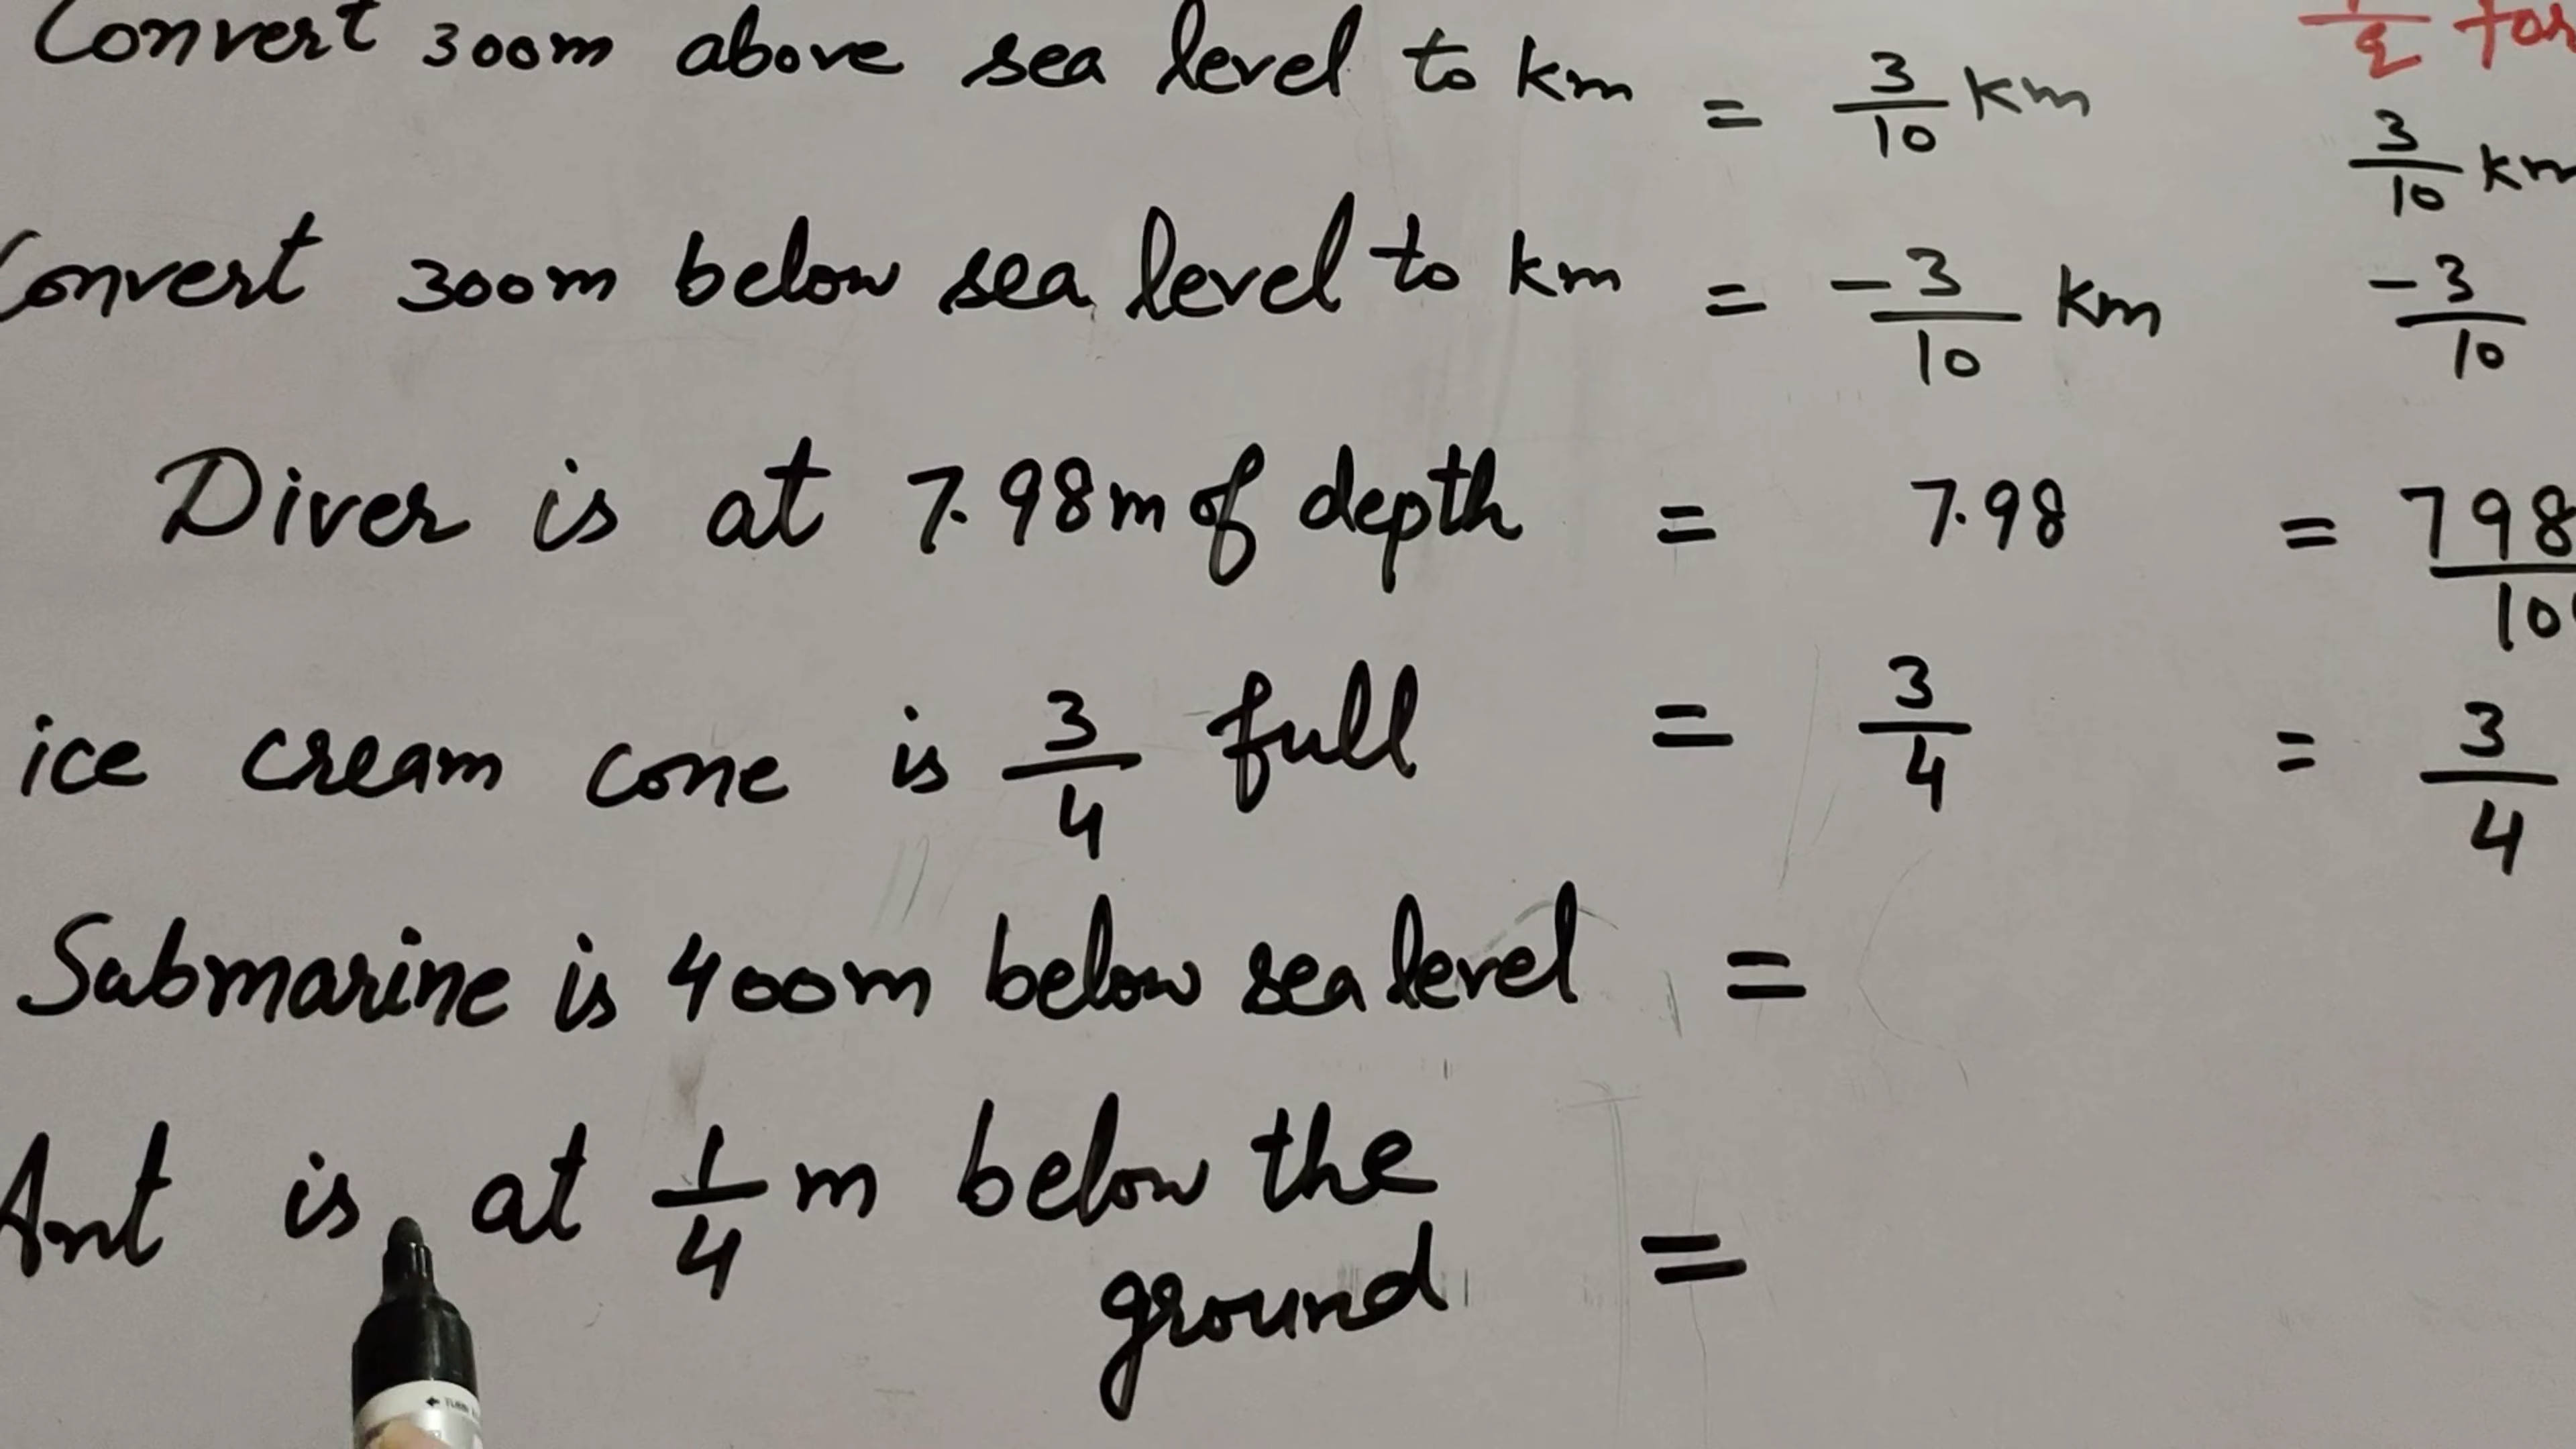 Convert 300m above sea level to km = 3/10 km
3/10 km
Convert 300m below sea level to km = -3/10 km -3/10
Diver is at 7.98m of depth = 7.98 = 798/10
ice cream cone is 3/4 full = 3/4 = 3/4
Submarine is 400m below sea level =
Ant is at 1/4 m below the
ground =